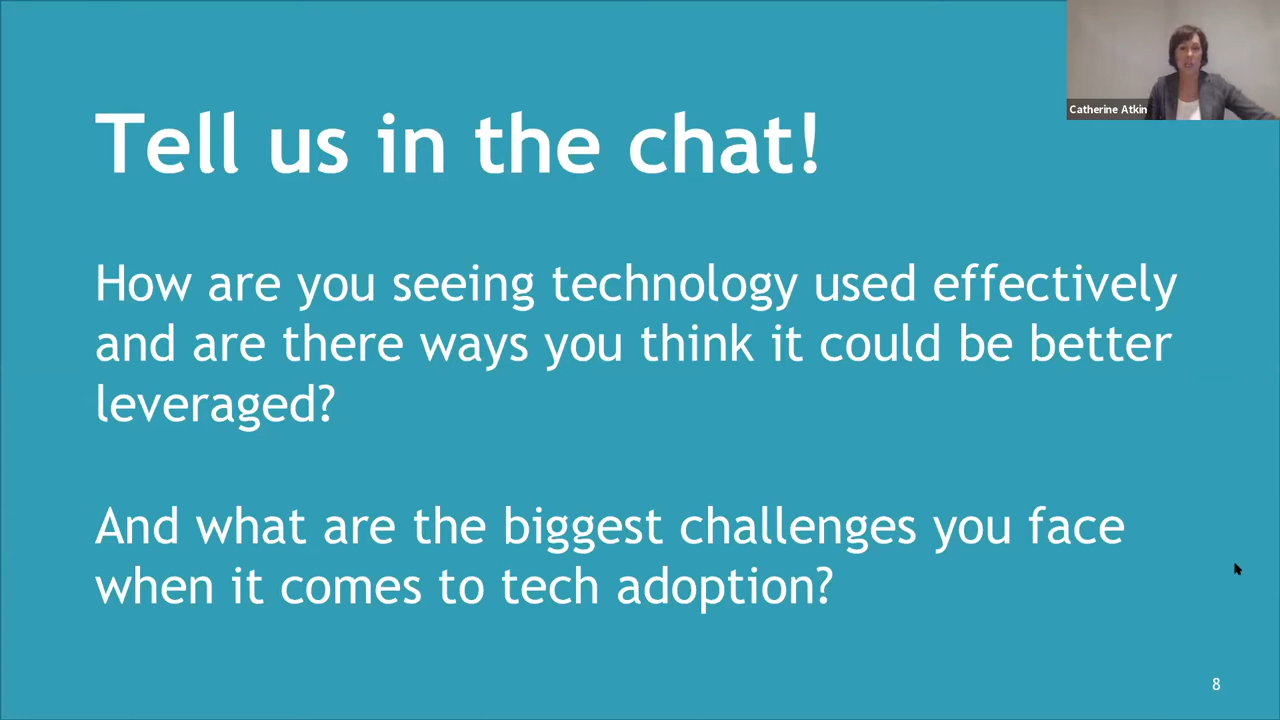 Catherine Atkin
Tell us in the chat!
How are you seeing technology used effectively
and are there ways you think it could be better
leveraged?
And what are the biggest challenges you face
when it comes to tech adoption?
8